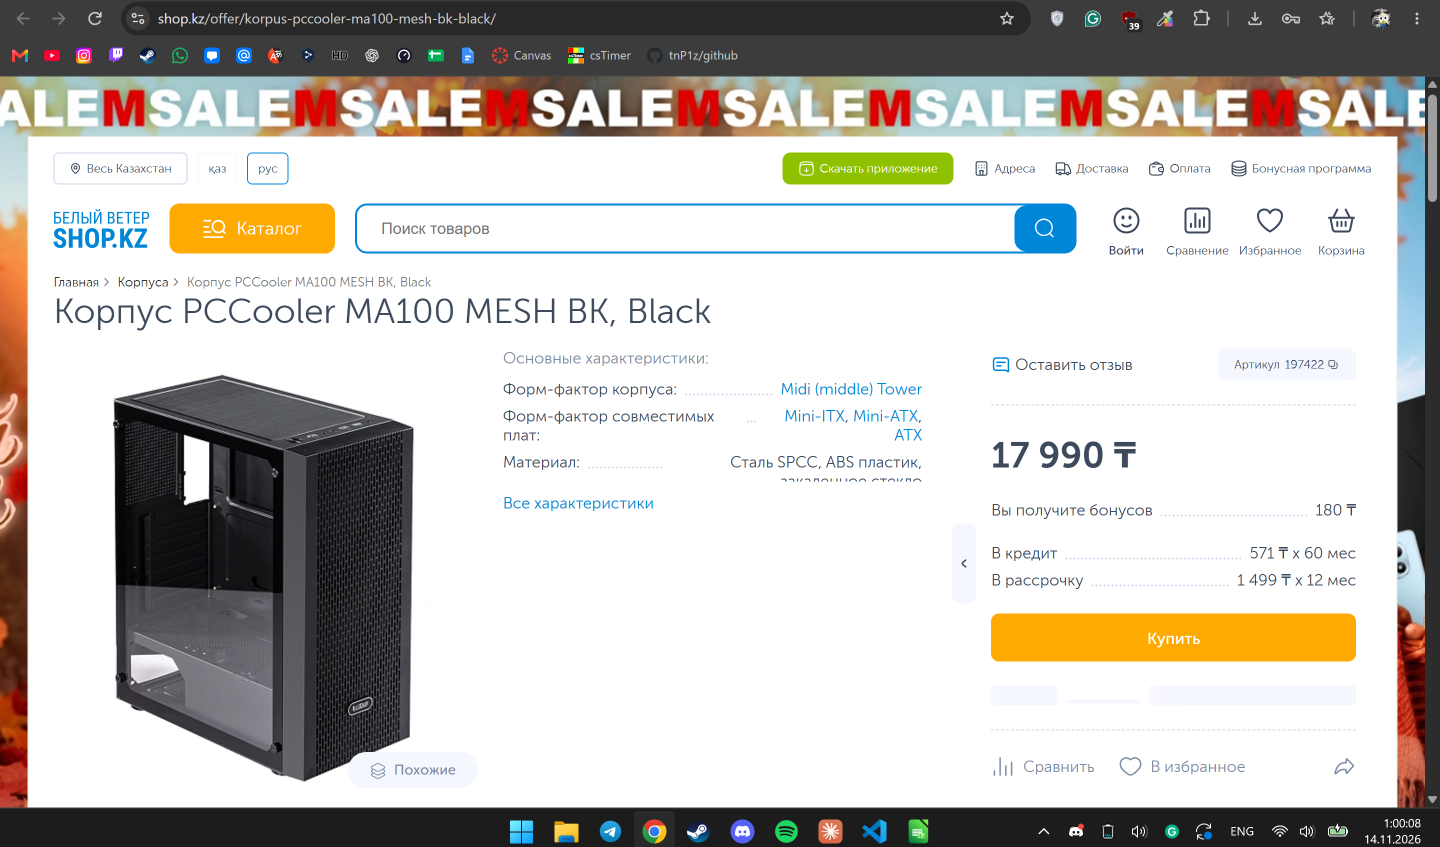 shop.kz/offer/korpus-pccooler-ma100-mesh-bk-black/
39
HD
Canvas
csTimer
tnP1z/github
ALEMSALEMSALEMSALEMSALEMSALEMSALEMSALE
Весь Казахстан
қаз
рус
Скачать приложение
Адреса
Доставка
Оплата
Бонусная программа
БЕЛЫЙ ВЕТЕР
SHOP.KZ
Каталог
Поиск товаров
Войти
Сравнение
Избранное
Корзина
Главная > Корпуса > Корпус PCCooler MA100 MESH BK, Black
Корпус PCCooler MA100 MESH BK, Black
Основные характеристики:
Форм-фактор корпуса: Midi (middle) Tower
Форм-фактор совместимых плат: Mini-ITX, Mini-ATX,
ATX
Материал: Сталь SPCC, ABS пластик,
закаленное стекло
Все характеристики
Похожие
Оставить отзыв
Артикул 197422
17 990 ₸
Вы получите бонусов 180 ₸
В кредит 571 ₸ x 60 мес
В рассрочку 1 499 ₸ x 12 мес
Купить
Сравнить
В избранное
ENG
1:00:08
14.11.2026